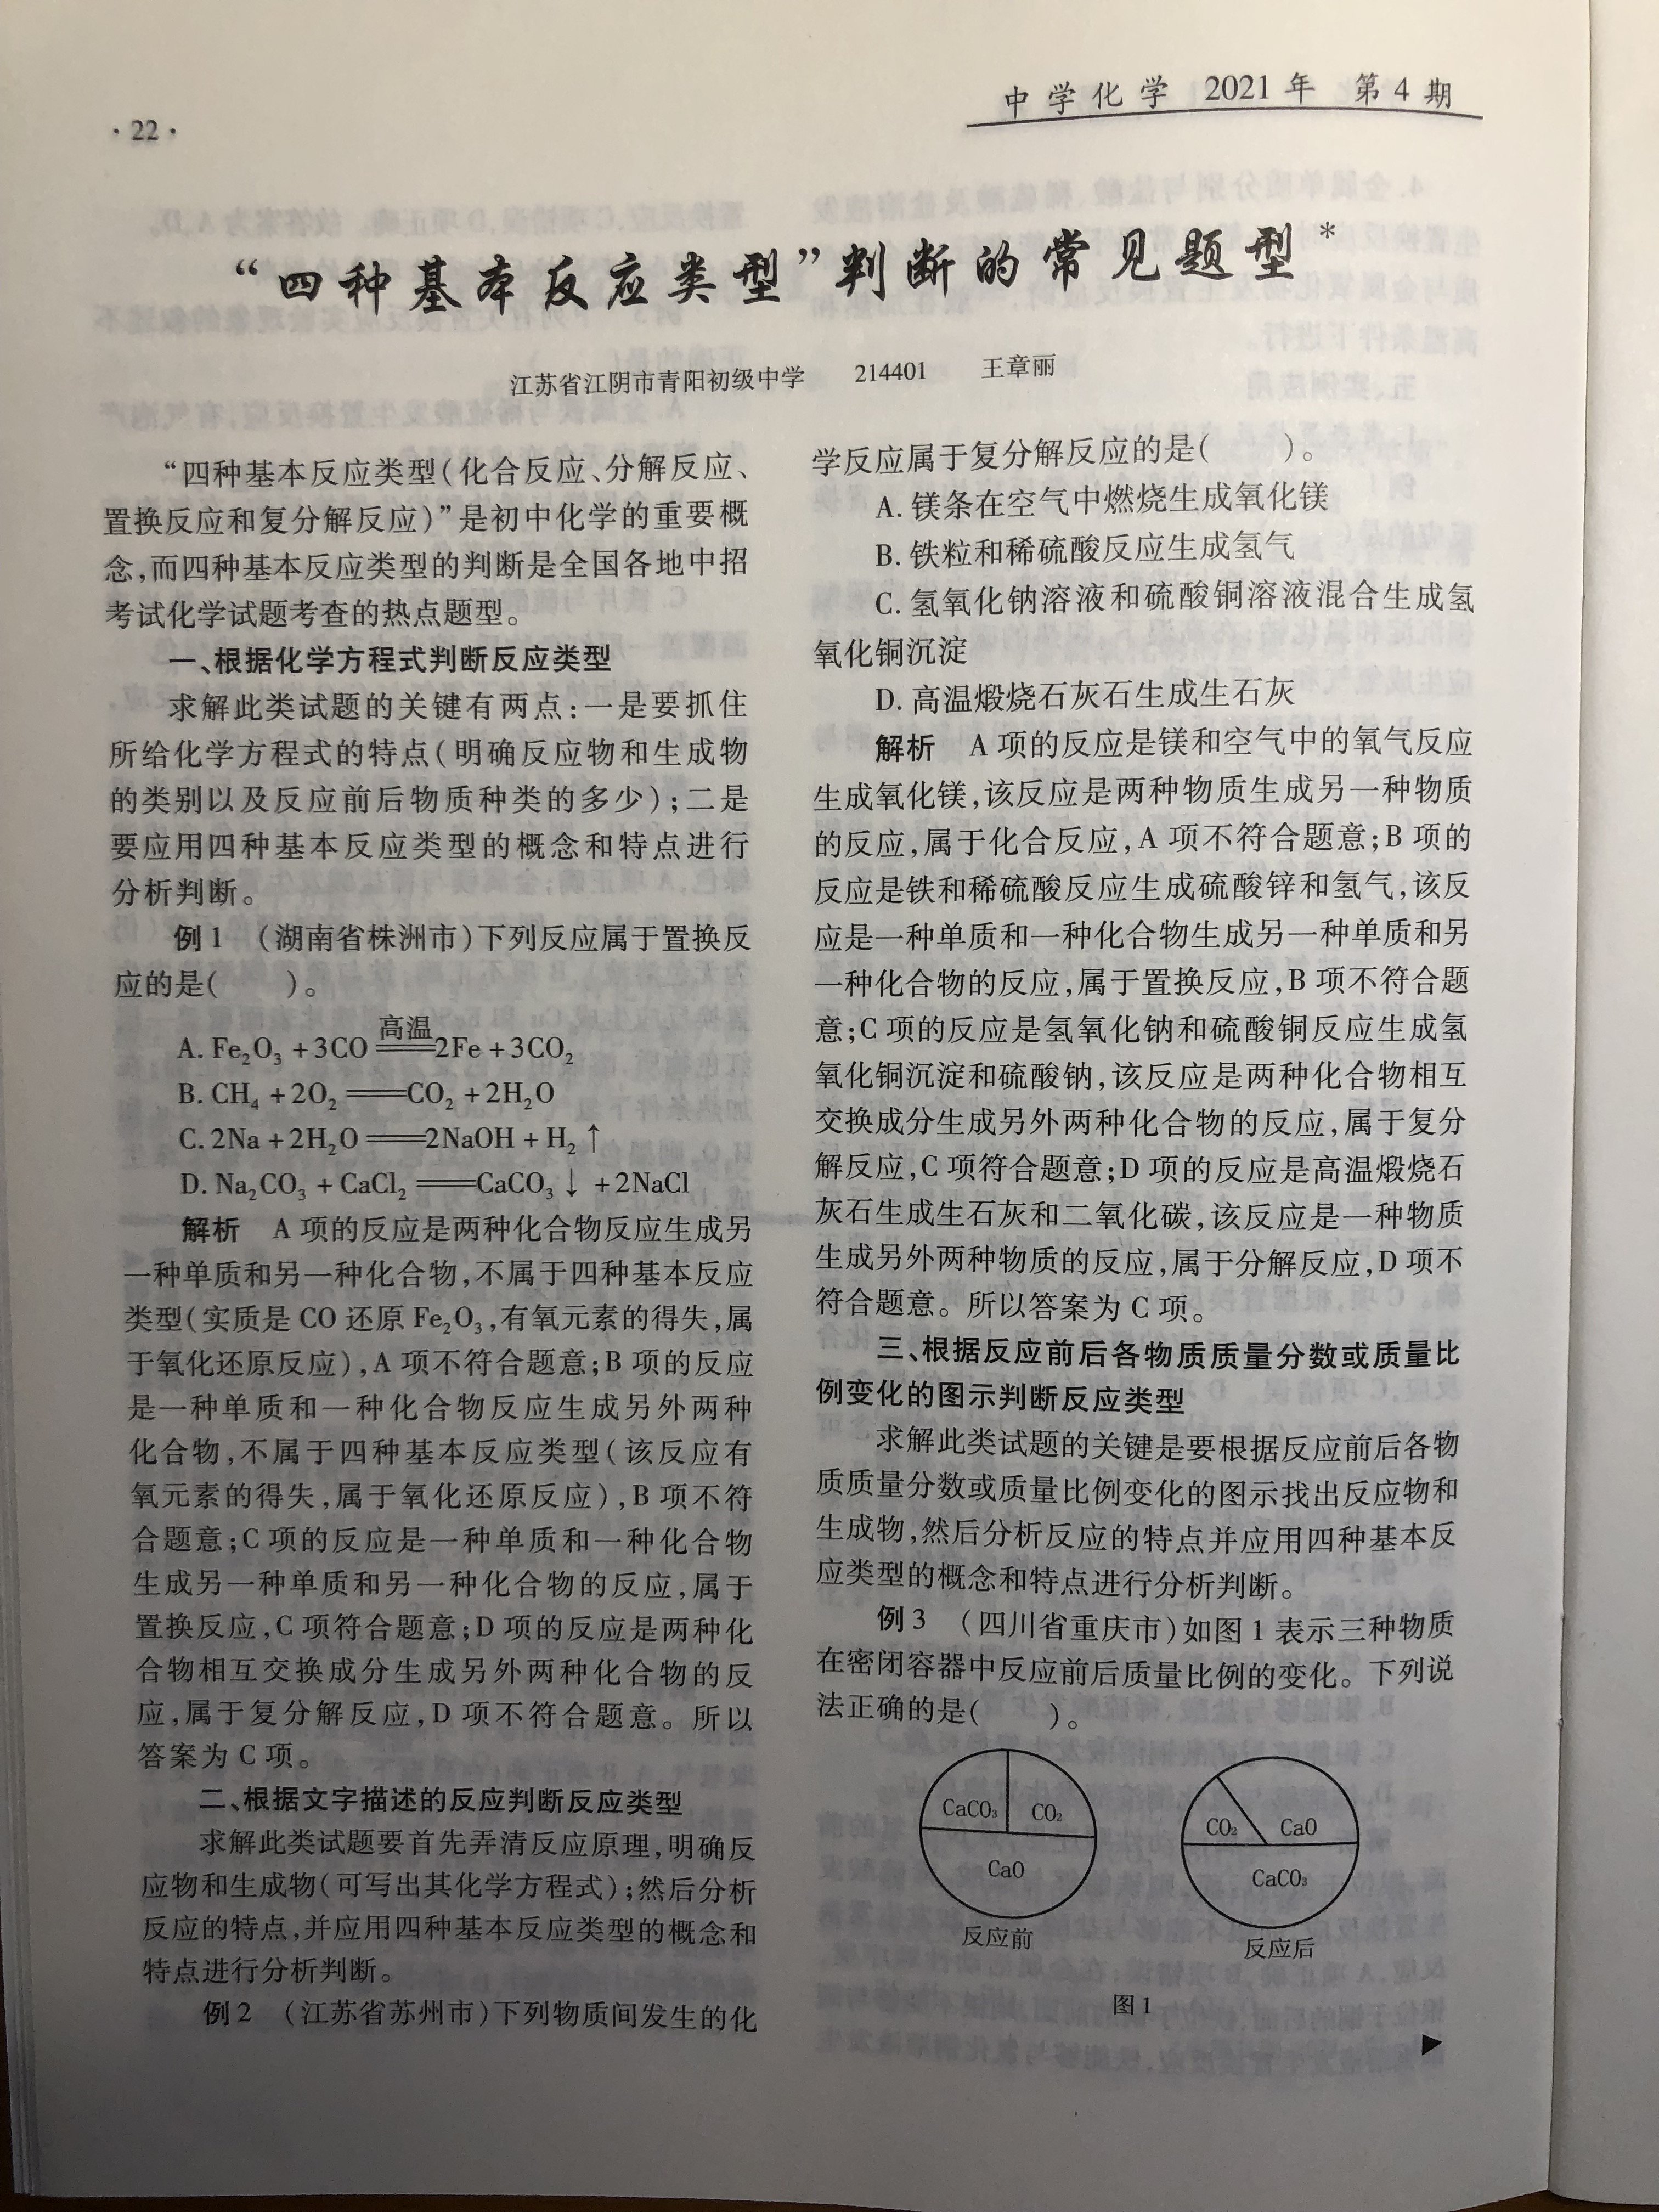 ·22·
中学化学 2021年 第4期
“四种基本反应类型”判断的常见题型*
江苏省江阴市青阳初级中学 214401 王章丽
“四种基本反应类型(化合反应、分解反应、
置换反应和复分解反应)”是初中化学的重要概
念,而四种基本反应类型的判断是全国各地中招
考试化学试题考查的热点题型。
一、根据化学方程式判断反应类型
求解此类试题的关键有两点:一是要抓住
所给化学方程式的特点(明确反应物和生成物
的类别以及反应前后物质种类的多少);二是
要应用四种基本反应类型的概念和特点进行
分析判断。
例1 (湖南省株洲市)下列反应属于置换反
应的是( )。
高温
A. Fe₂O₃ +3CO ══2Fe +3CO₂
B. CH₄ +2O₂ ══CO₂ +2H₂O
C. 2Na +2H₂O ══2NaOH + H₂↑
D. Na₂CO₃ + CaCl₂ ══CaCO₃↓ +2NaCl
解析 A 项的反应是两种化合物反应生成另
一种单质和另一种化合物,不属于四种基本反应
类型(实质是 CO 还原 Fe₂O₃,有氧元素的得失,属
于氧化还原反应),A 项不符合题意;B 项的反应
是一种单质和一种化合物反应生成另外两种
化合物,不属于四种基本反应类型(该反应有
氧元素的得失,属于氧化还原反应),B 项不符
合题意;C 项的反应是一种单质和一种化合物
生成另一种单质和另一种化合物的反应,属于
置换反应,C 项符合题意;D 项的反应是两种化
合物相互交换成分生成另外两种化合物的反
应,属于复分解反应,D 项不符合题意。所以
答案为 C 项。
二、根据文字描述的反应判断反应类型
求解此类试题要首先弄清反应原理,明确反
应物和生成物(可写出其化学方程式);然后分析
反应的特点,并应用四种基本反应类型的概念和
特点进行分析判断。
例2 (江苏省苏州市)下列物质间发生的化
学反应属于复分解反应的是( )。
A. 镁条在空气中燃烧生成氧化镁
B. 铁粒和稀硫酸反应生成氢气
C. 氢氧化钠溶液和硫酸铜溶液混合生成氢
氧化铜沉淀
D. 高温煅烧石灰石生成生石灰
解析 A 项的反应是镁和空气中的氧气反应
生成氧化镁,该反应是两种物质生成另一种物质
的反应,属于化合反应,A 项不符合题意;B 项的
反应是铁和稀硫酸反应生成硫酸锌和氢气,该反
应是一种单质和一种化合物生成另一种单质和另
一种化合物的反应,属于置换反应,B 项不符合题
意;C 项的反应是氢氧化钠和硫酸铜反应生成氢
氧化铜沉淀和硫酸钠,该反应是两种化合物相互
交换成分生成另外两种化合物的反应,属于复分
解反应,C 项符合题意;D 项的反应是高温煅烧石
灰石生成生石灰和二氧化碳,该反应是一种物质
生成另外两种物质的反应,属于分解反应,D 项不
符合题意。所以答案为 C 项。
三、根据反应前后各物质质量分数或质量比
例变化的图示判断反应类型
求解此类试题的关键是要根据反应前后各物
质质量分数或质量比例变化的图示找出反应物和
生成物,然后分析反应的特点并应用四种基本反
应类型的概念和特点进行分析判断。
例3 (四川省重庆市)如图1表示三种物质
在密闭容器中反应前后质量比例的变化。下列说
法正确的是( )。
CaCO₃ CO₂
CaO
反应前
CO₂ CaO
CaCO₃
反应后
图1